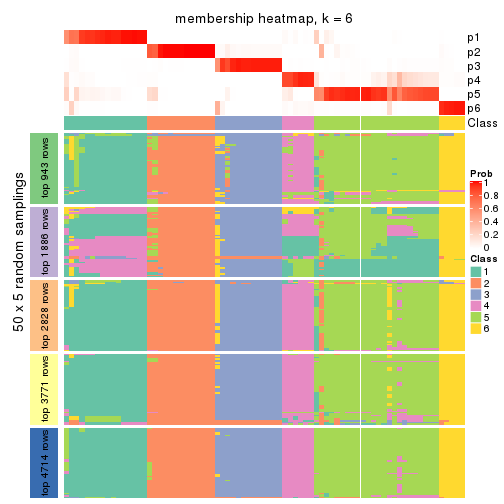 membership heatmap, k = 6
p1
p2
p3
p4
p5
p6
Class
50 x 5 random samplings
top 943 rows
top 1886 rows
top 2828 rows
top 3771 rows
top 4714 rows
Prob
1
0.8
0.6
0.4
0.2
0
Class
1
2
3
4
5
6